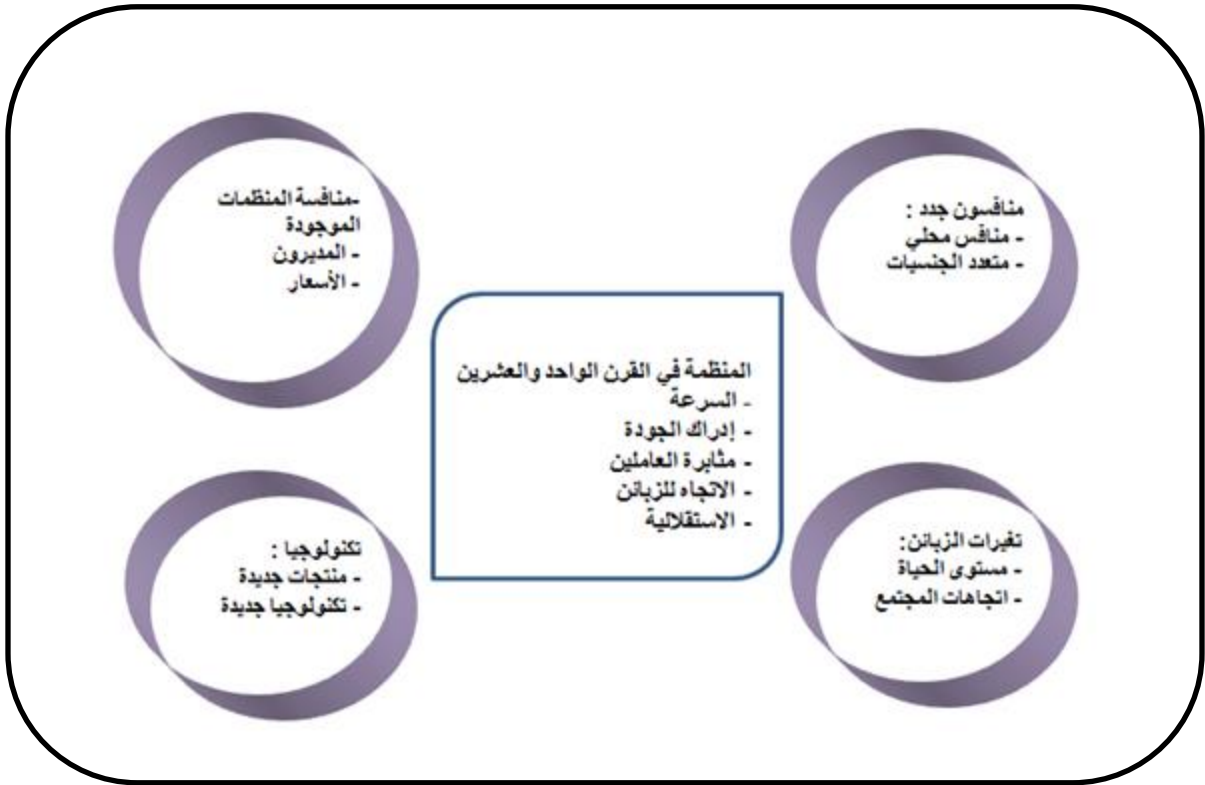 منافسون جدد :
- منافس محلي
- متعدد الجنسيات
-منافسة المنظمات
الموجودة
- المديرون
- الأسعار
المنظمة في القرن الواحد والعشرين
- السرعة
- إدراك الجودة
- مثابرة العاملين
- الاتجاه للزبائن
- الاستقلالية
تغيرات الزبائن:
- مستوى الحياة
- اتجاهات المجتمع
تكنولوجيا :
- منتجات جديدة
- تكنولوجيا جديدة